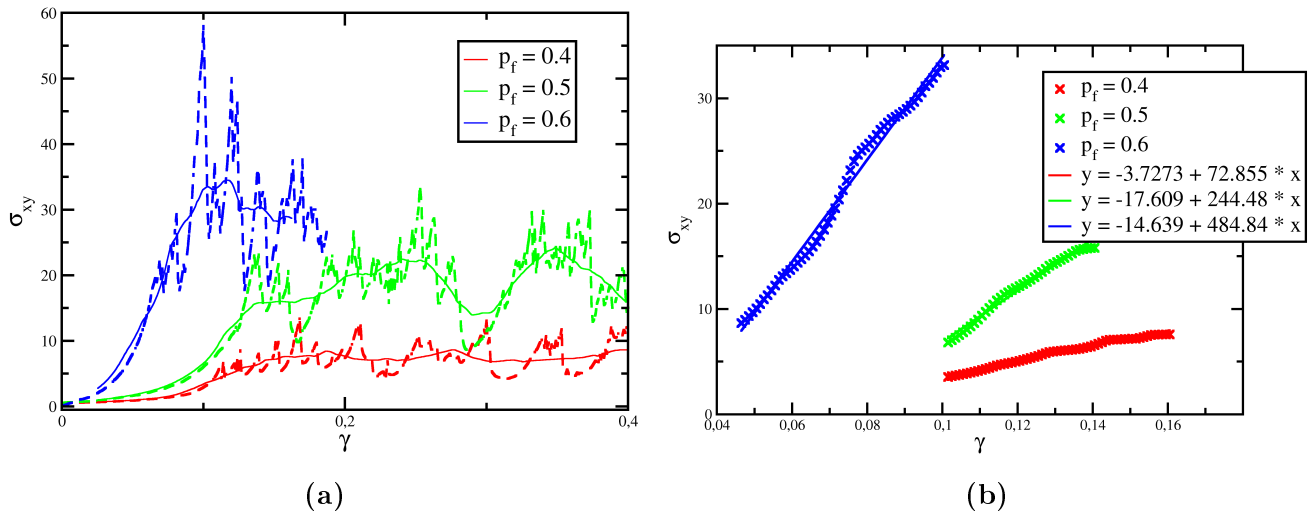 60
50
40
30
20
10
0
σxy
0
0,2
0,4
γ
pf = 0.4
pf = 0.5
pf = 0.6
(a)
30
20
10
0
σxy
0,04
0,06
0,08
0,1
0,12
0,14
0,16
γ
pf = 0.4
pf = 0.5
pf = 0.6
y = -3.7273 + 72.855 * x
y = -17.609 + 244.48 * x
y = -14.639 + 484.84 * x
(b)